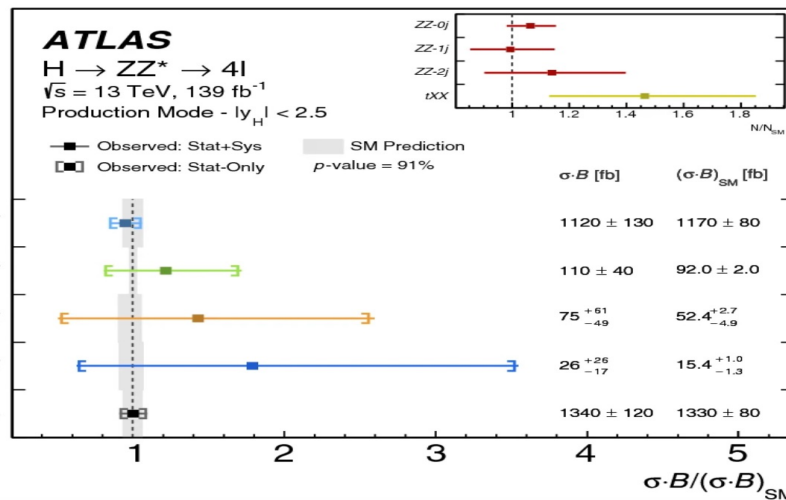 ATLAS
H → ZZ* → 4l
√s = 13 TeV, 139 fb⁻¹
Production Mode - |y_H| < 2.5
Observed: Stat+Sys
SM Prediction
Observed: Stat-Only
p-value = 91%
ZZ-0j
ZZ-1j
ZZ-2j
tXX
1 1.2 1.4 1.6 1.8
N/N_SM
σ·B [fb] (σ·B)_SM [fb]
1120 ± 130 1170 ± 80
110 ± 40 92.0 ± 2.0
75 +61 −49 52.4 +2.7 −4.9
26 +26 −17 15.4 +1.0 −1.3
1340 ± 120 1330 ± 80
1 2 3 4 5
σ·B/(σ·B)_SM